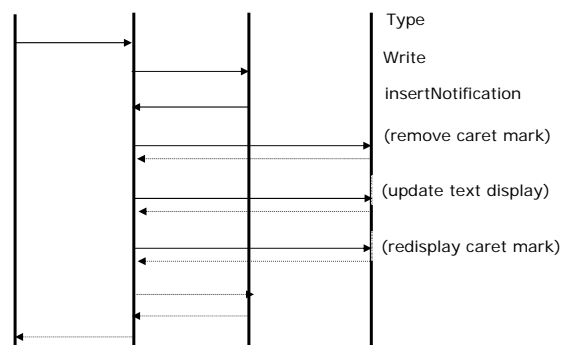 Type
Write
insertNotification
(remove caret mark)
(update text display)
(redisplay caret mark)